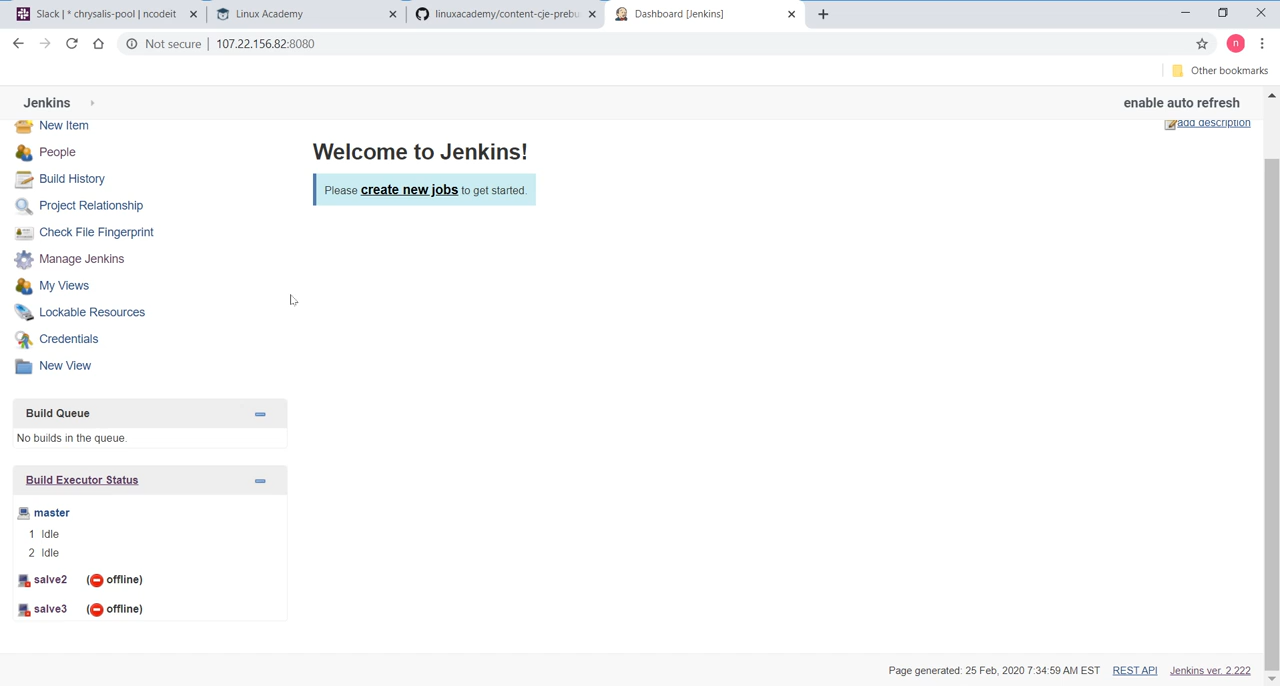 Slack | * chrysalis-pool | ncodeit
Linux Academy
linuxacademy/content-cje-prebu
Dashboard [Jenkins]
Not secure | 107.22.156.82:8080
n
Other bookmarks
Jenkins
enable auto refresh
New Item
add description
People
Build History
Project Relationship
Check File Fingerprint
Manage Jenkins
My Views
Lockable Resources
Credentials
New View
Welcome to Jenkins!
Please create new jobs to get started.
Build Queue
No builds in the queue.
Build Executor Status
master
1 Idle
2 Idle
salve2 (offline)
salve3 (offline)
Page generated: 25 Feb, 2020 7:34:59 AM EST REST API Jenkins ver. 2.222